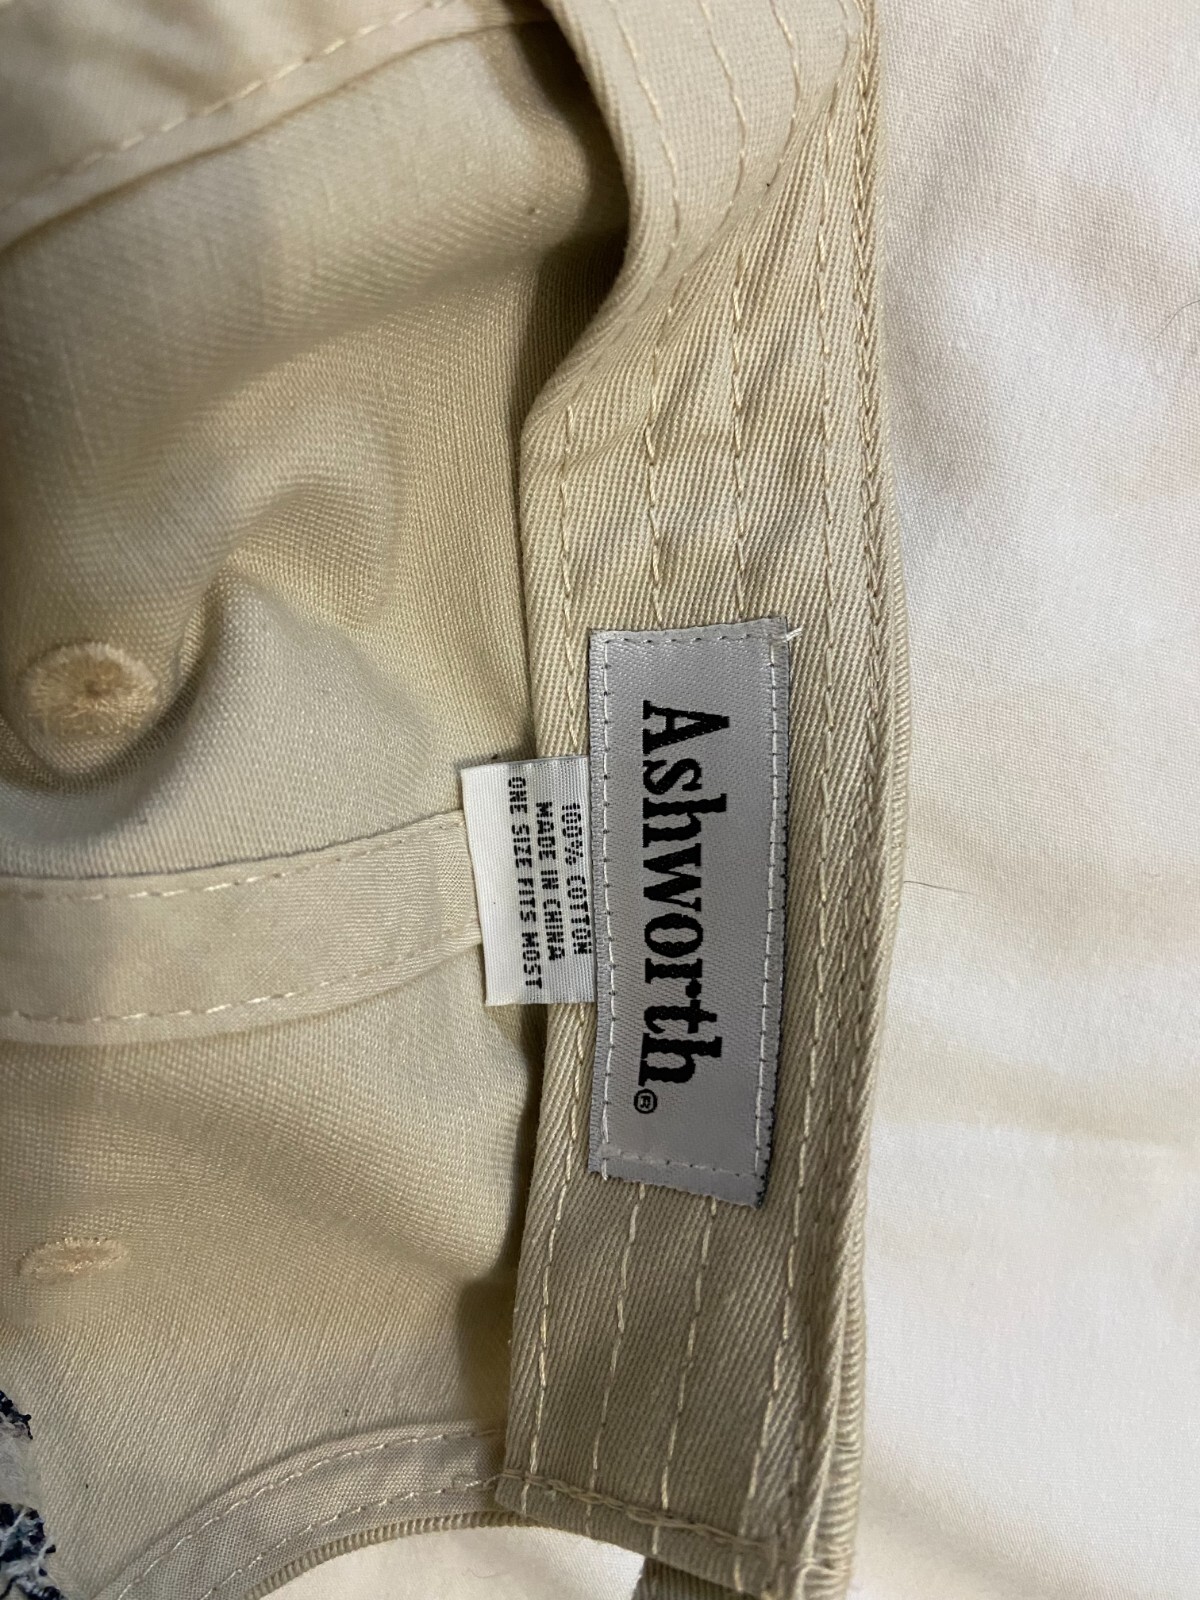 Ashworth®
100% COTTON
MADE IN CHINA
ONE SIZE FITS MOST